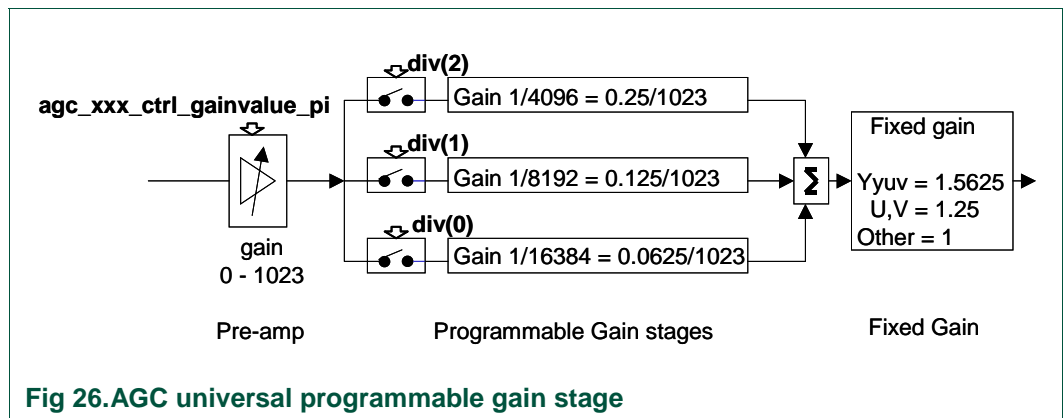 div(2)
Gain 1/4096 = 0.25/1023
agc_xxx_ctrl_gainvalue_pi
div(1)
Gain 1/8192 = 0.125/1023
div(0)
Gain 1/16384 = 0.0625/1023
gain
0 - 1023
Σ
Fixed gain
Yyuv = 1.5625
U,V = 1.25
Other = 1
Pre-amp
Programmable Gain stages
Fixed Gain
Fig 26.AGC universal programmable gain stage